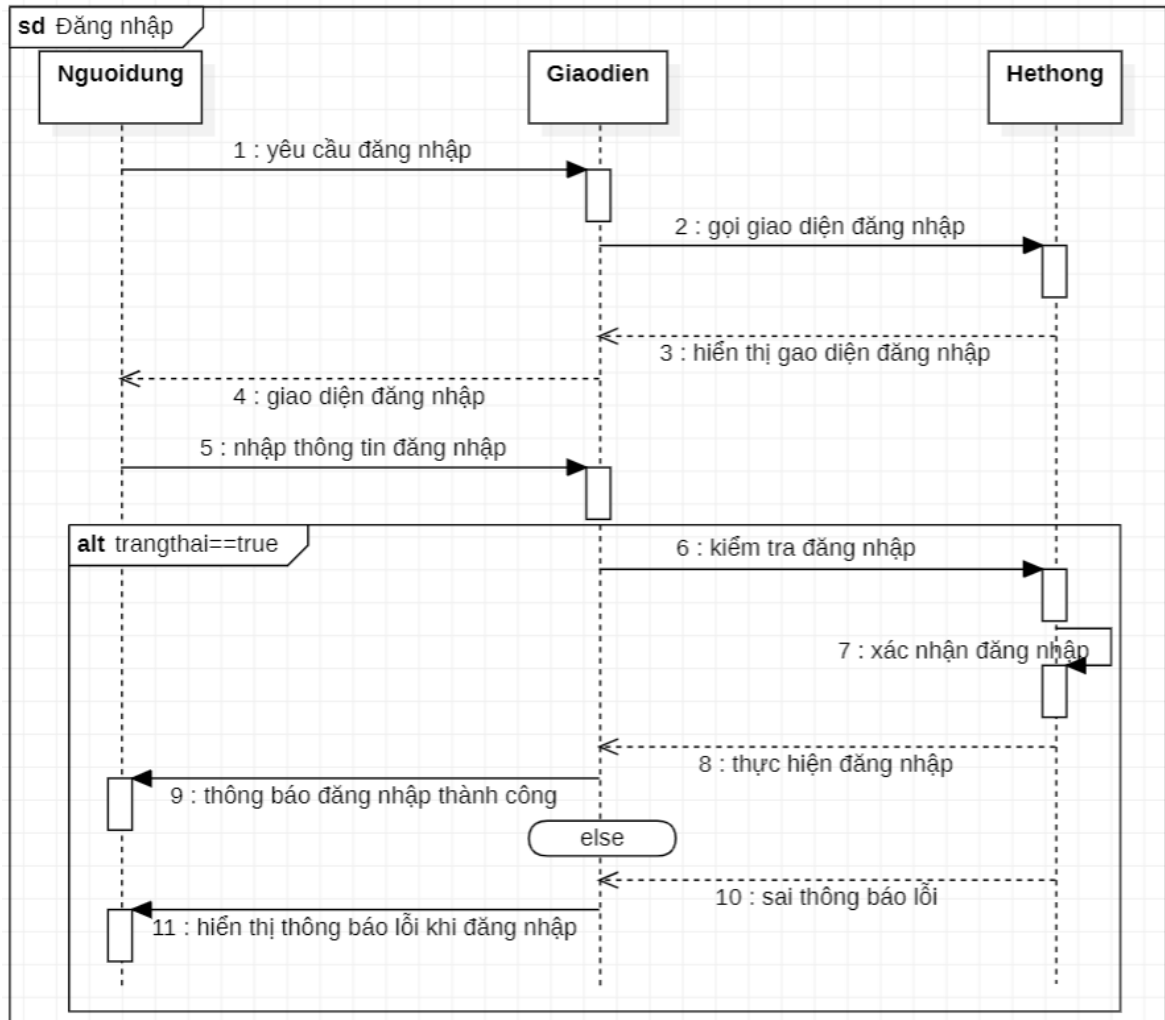 sd Đăng nhập
Nguoidung
Giaodien
Hethong
1 : yêu cầu đăng nhập
2 : gọi giao diện đăng nhập
3 : hiển thị gao diện đăng nhập
4 : giao diện đăng nhập
5 : nhập thông tin đăng nhập
alt trangthai==true
6 : kiểm tra đăng nhập
7 : xác nhận đăng nhập
8 : thực hiện đăng nhập
9 : thông báo đăng nhập thành công
else
10 : sai thông báo lỗi
11 : hiển thị thông báo lỗi khi đăng nhập